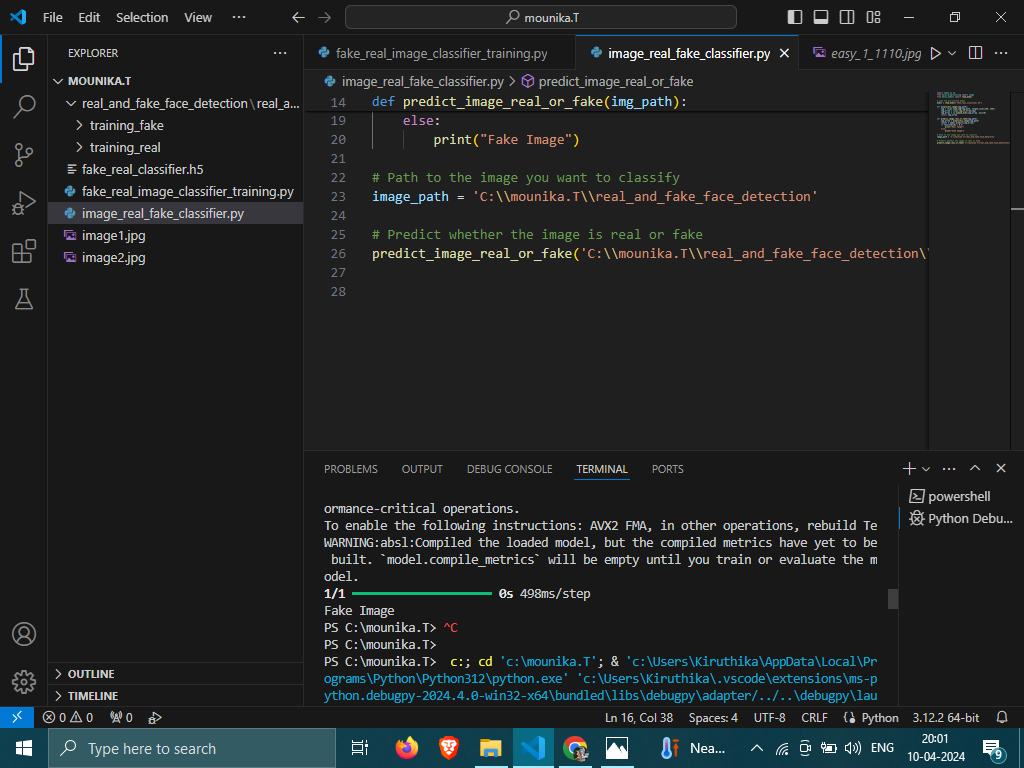 File Edit Selection View ··· mounika.T
EXPLORER
MOUNIKA.T
real_and_fake_face_detection\real_a...
training_fake
training_real
fake_real_classifier.h5
fake_real_image_classifier_training.py
image_real_fake_classifier.py
image1.jpg
image2.jpg
OUTLINE
TIMELINE
fake_real_image_classifier_training.py image_real_fake_classifier.py easy_1_1110.jpg
image_real_fake_classifier.py > predict_image_real_or_fake
14 def predict_image_real_or_fake(img_path):
19 else:
20 print("Fake Image")
21
22 # Path to the image you want to classify
23 image_path = 'C:\\mounika.T\\real_and_fake_face_detection'
24
25 # Predict whether the image is real or fake
26 predict_image_real_or_fake('C:\\mounika.T\\real_and_fake_face_detection\
27
28
PROBLEMS OUTPUT DEBUG CONSOLE TERMINAL PORTS
powershell
Python Debu...
ormance-critical operations.
To enable the following instructions: AVX2 FMA, in other operations, rebuild Te
WARNING:absl:Compiled the loaded model, but the compiled metrics have yet to be
built. `model.compile_metrics` will be empty until you train or evaluate the m
odel.
1/1 0s 498ms/step
Fake Image
PS C:\mounika.T> ^C
PS C:\mounika.T>
PS C:\mounika.T> c:; cd 'c:\mounika.T'; & 'c:\Users\Kiruthika\AppData\Local\Pr
ograms\Python\Python312\python.exe' 'c:\Users\Kiruthika\.vscode\extensions\ms-p
ython.debugpy-2024.4.0-win32-x64\bundled\libs\debugpy\adapter/../..\debugpy\lau
0 0 0 Ln 16, Col 38 Spaces: 4 UTF-8 CRLF Python 3.12.2 64-bit
Type here to search Nea... ENG 20:01
10-04-2024
9